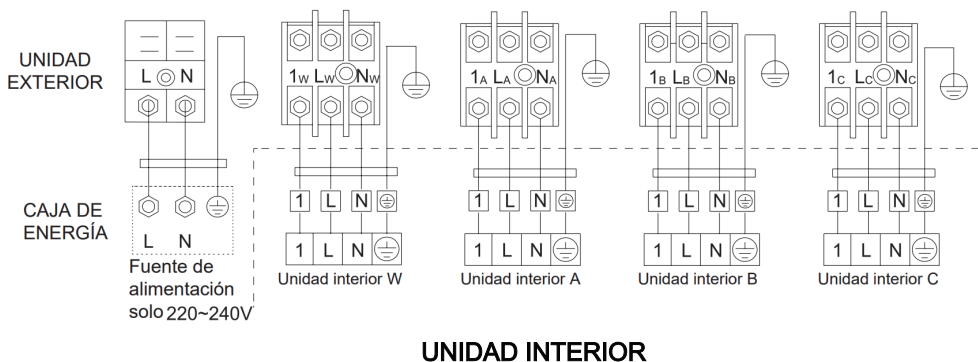 UNIDAD
EXTERIOR
L N
1W LW NW
1A LA NA
1B LB NB
1C LC NC
CAJA DE
ENERGÍA
L N
Fuente de
alimentación
solo 220~240V
1 L N
1 L N
Unidad interior W
1 L N
1 L N
Unidad interior A
1 L N
1 L N
Unidad interior B
1 L N
1 L N
Unidad interior C
UNIDAD INTERIOR